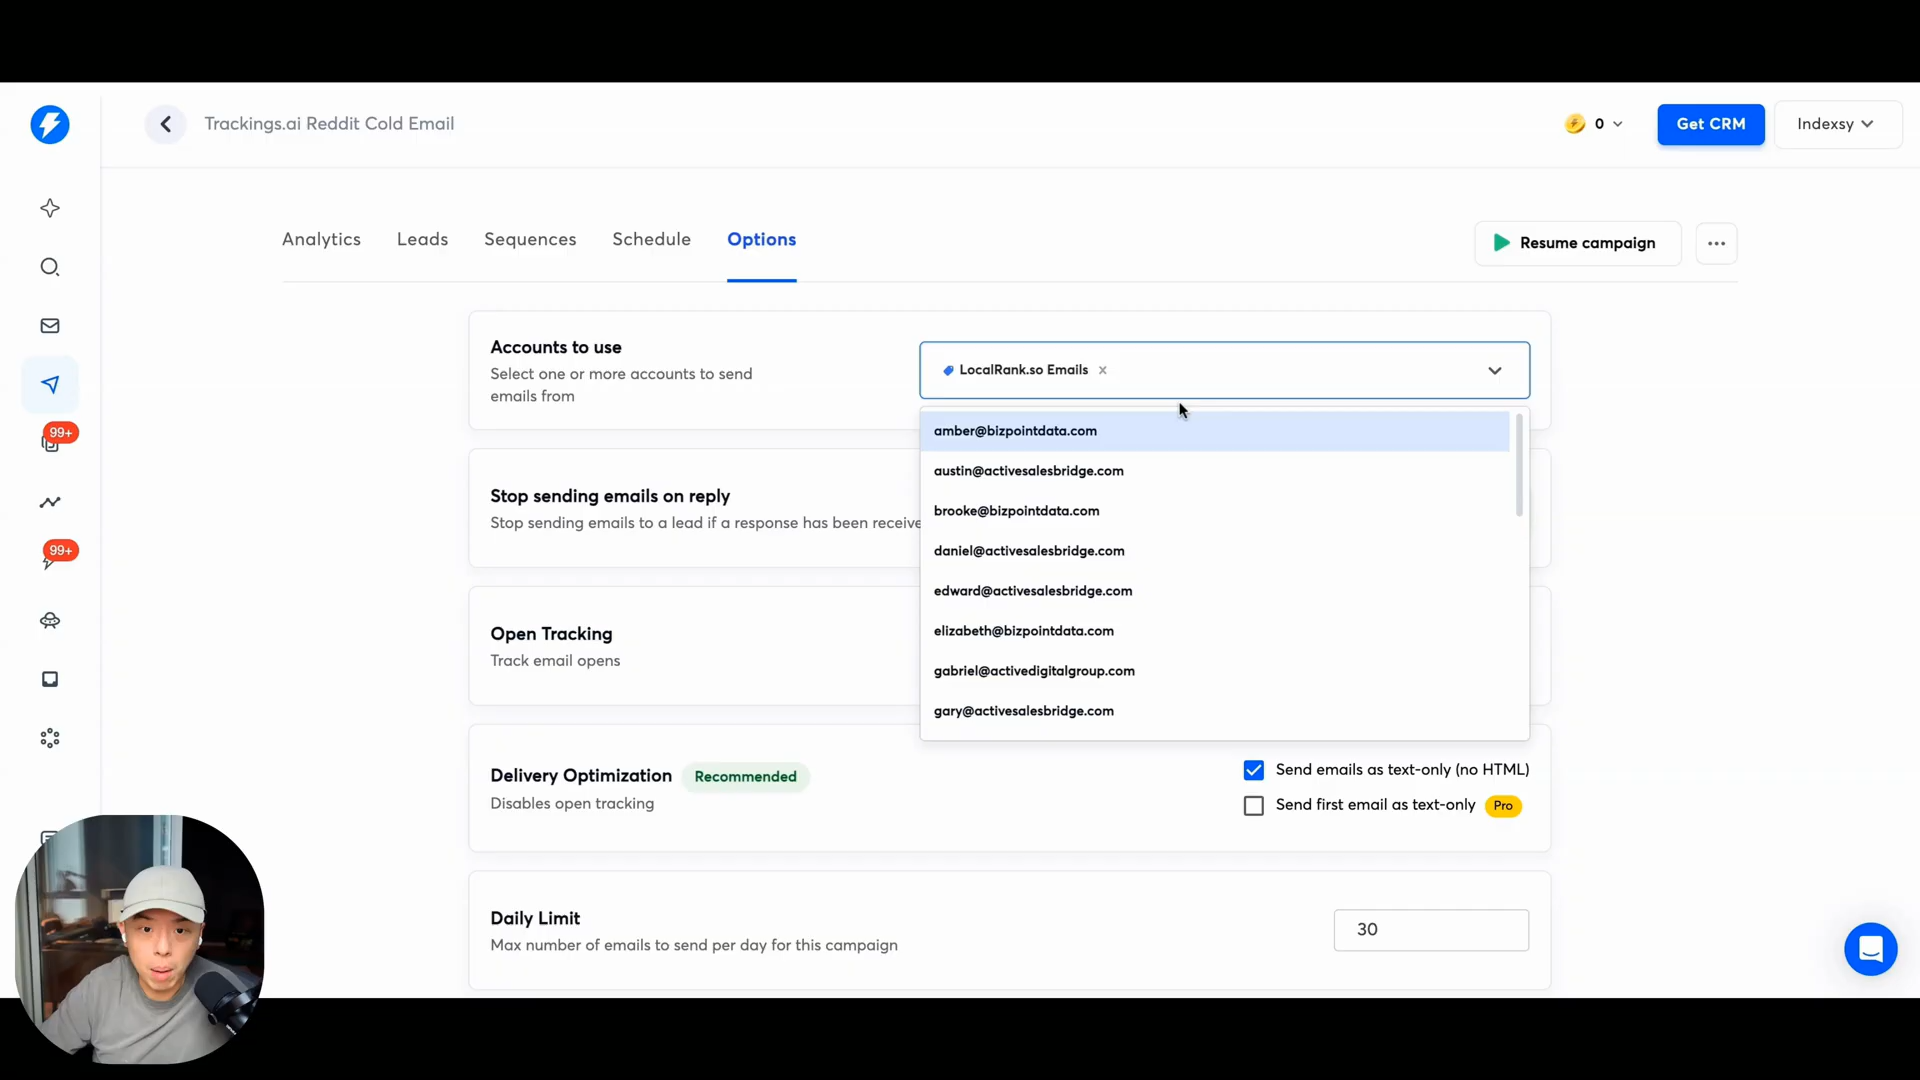 Trackings.ai Reddit Cold Email
0
Get CRM
Indexsy
Analytics
Leads
Sequences
Schedule
Options
Resume campaign
Accounts to use
Select one or more accounts to send
emails from
LocalRank.so Emails
amber@bizpointdata.com
austin@activesalesbridge.com
brooke@bizpointdata.com
daniel@activesalesbridge.com
edward@activesalesbridge.com
elizabeth@bizpointdata.com
gabriel@activedigitalgroup.com
gary@activesalesbridge.com
99+
99+
Stop sending emails on reply
Stop sending emails to a lead if a response has been receive
Open Tracking
Track email opens
Delivery Optimization
Recommended
Disables open tracking
Send emails as text-only (no HTML)
Send first email as text-only
Pro
Daily Limit
Max number of emails to send per day for this campaign
30